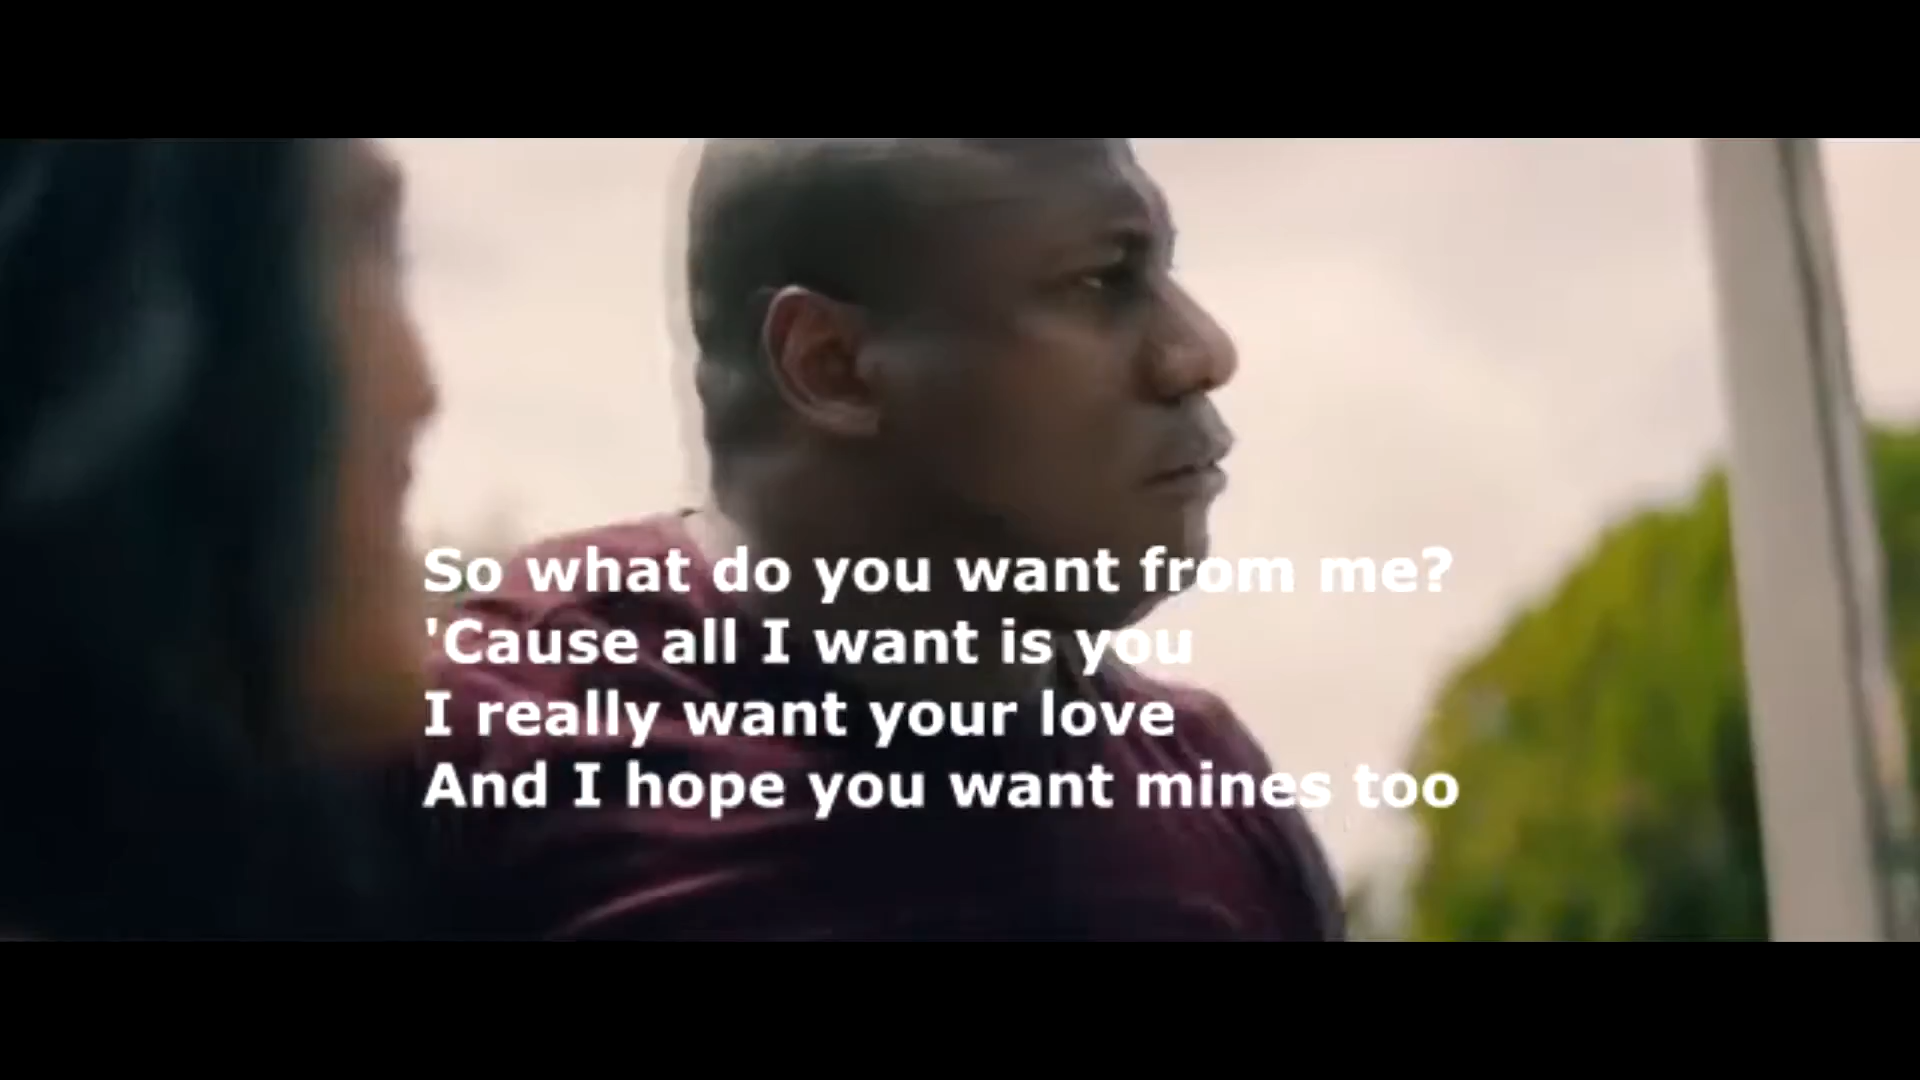 So what do you want from me?
'Cause all I want is you
I really want your love
And I hope you want mines too